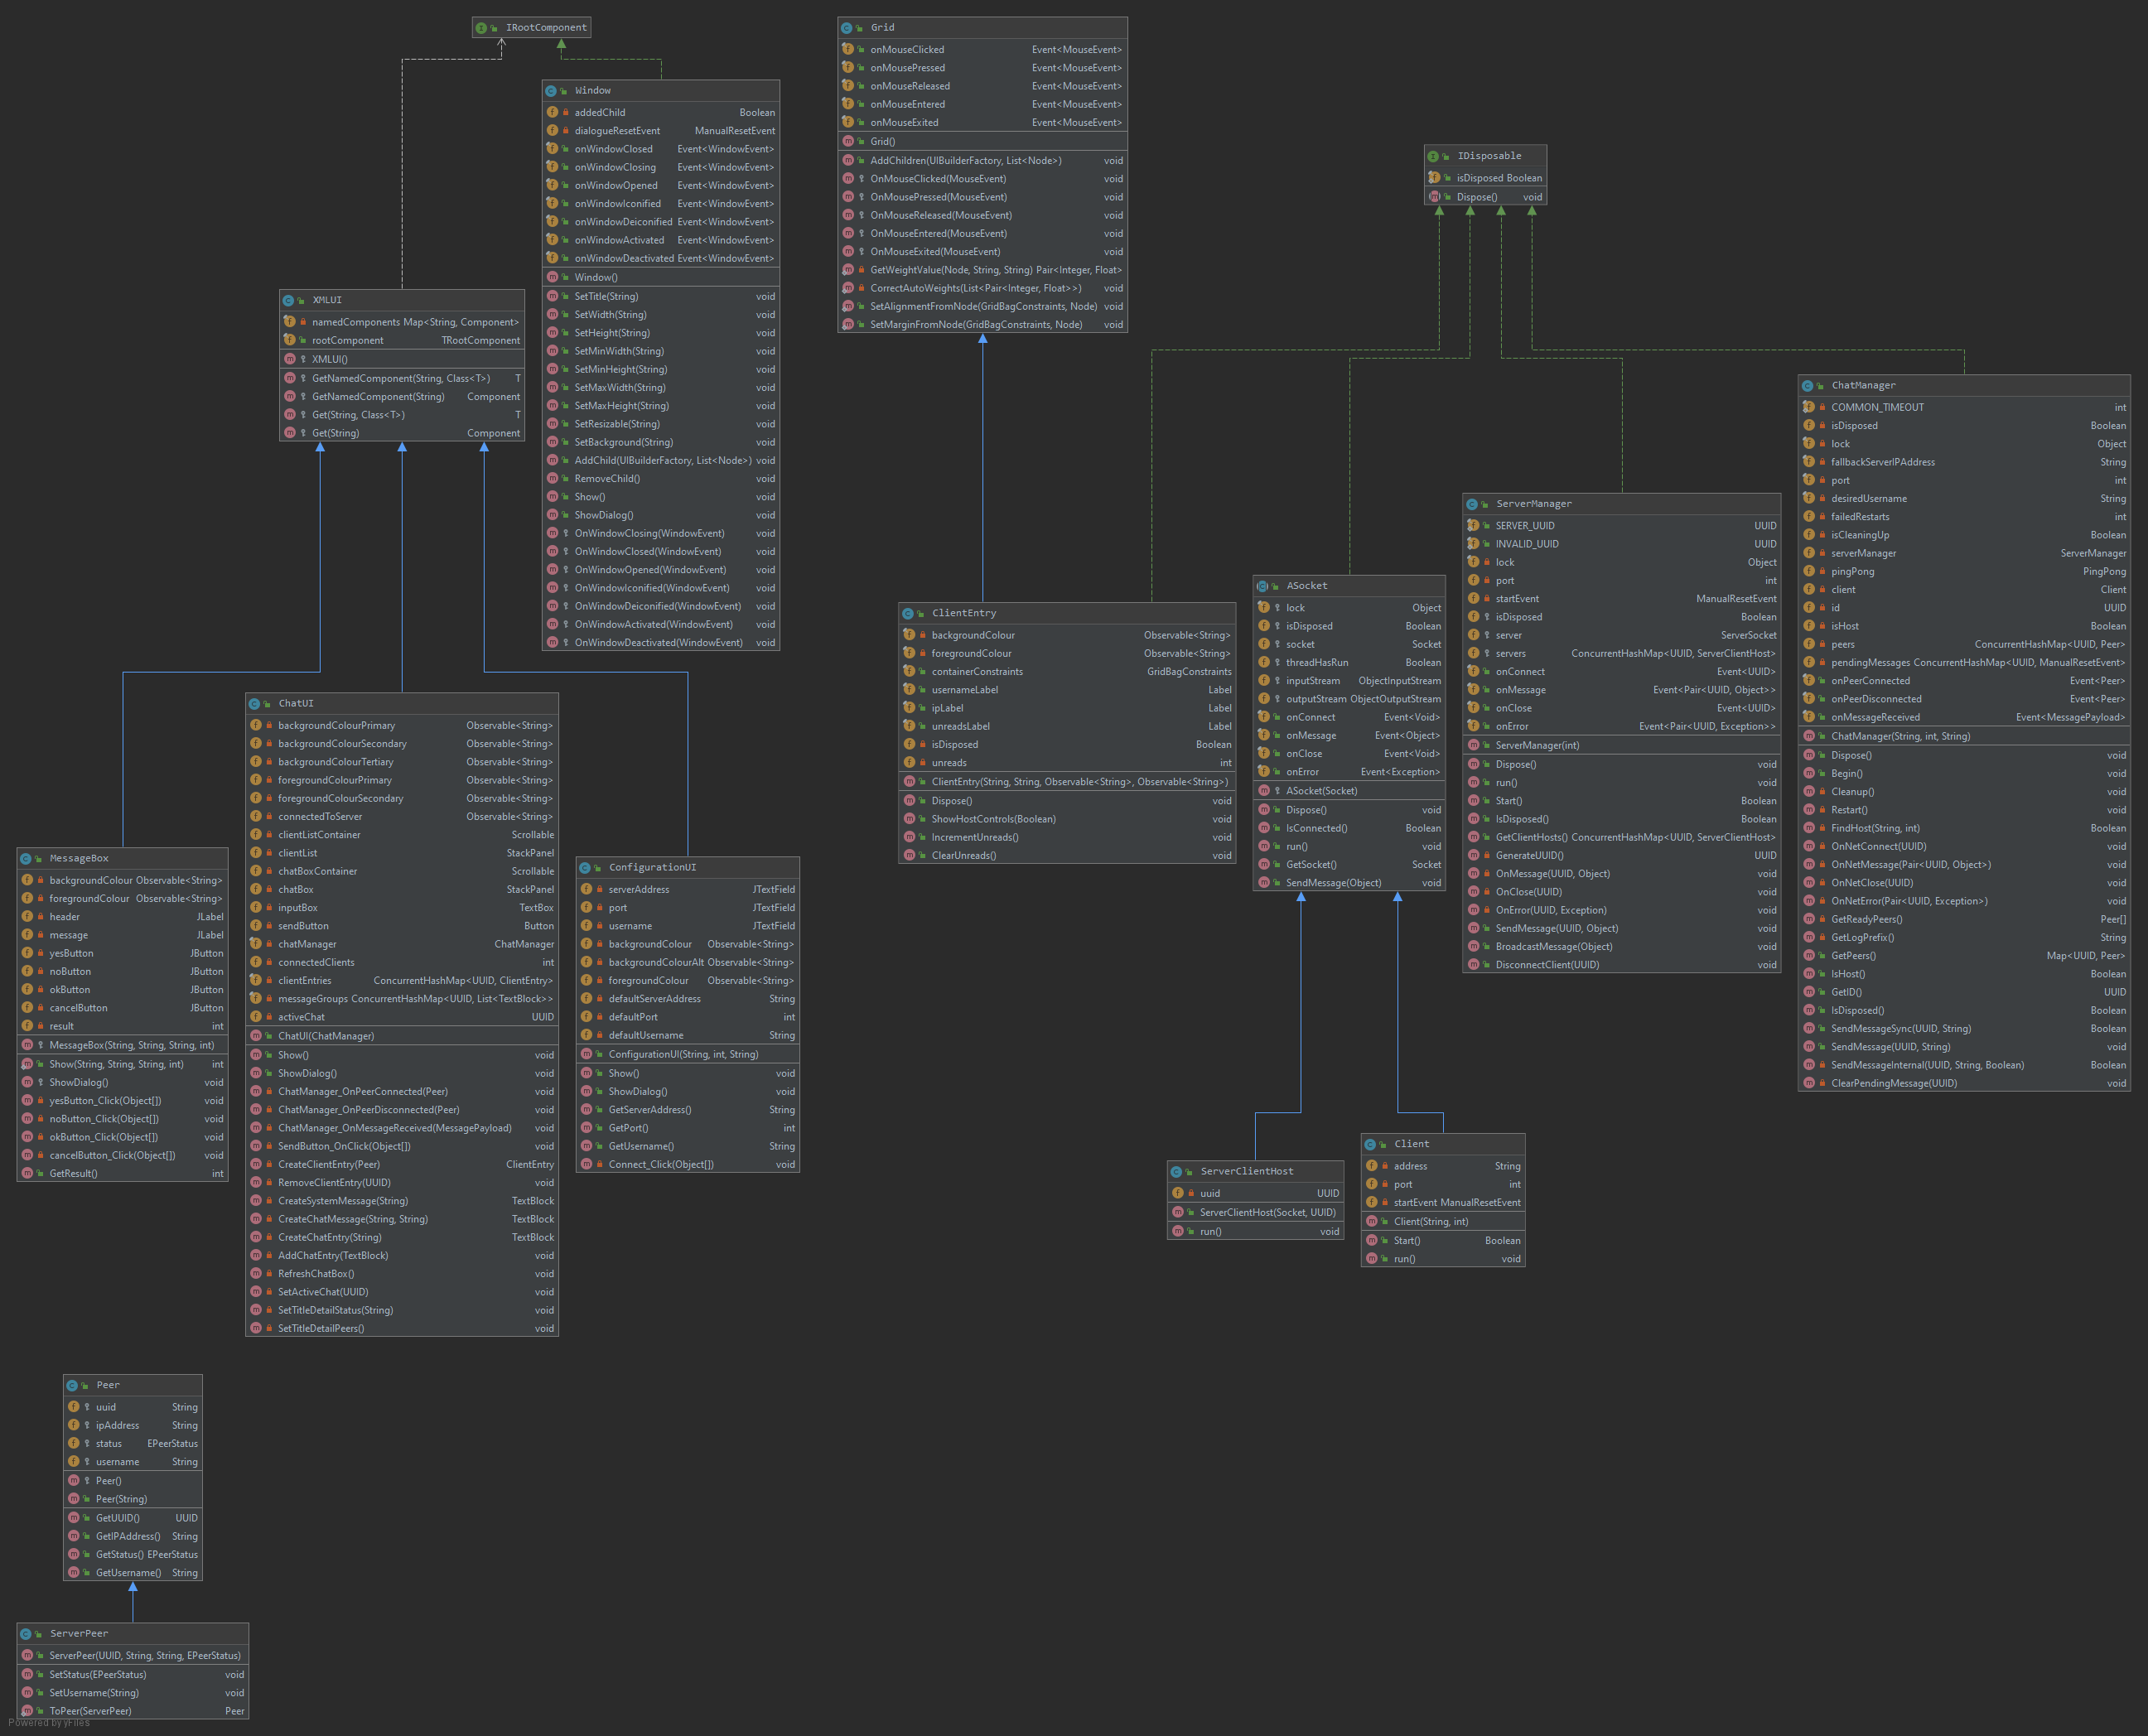 IRootComponent
Window
addedChild Boolean
dialogueResetEvent ManualResetEvent
onWindowClosed Event<WindowEvent>
onWindowClosing Event<WindowEvent>
onWindowOpened Event<WindowEvent>
onWindowIconified Event<WindowEvent>
onWindowDeiconified Event<WindowEvent>
onWindowActivated Event<WindowEvent>
onWindowDeactivated Event<WindowEvent>
Window()
SetTitle(String) void
SetWidth(String) void
SetHeight(String) void
SetMinWidth(String) void
SetMinHeight(String) void
SetMaxWidth(String) void
SetMaxHeight(String) void
SetResizable(String) void
SetBackground(String) void
AddChild(UIBuilderFactory, List<Node>) void
RemoveChild() void
Show() void
ShowDialog() void
OnWindowClosing(WindowEvent) void
OnWindowClosed(WindowEvent) void
OnWindowOpened(WindowEvent) void
OnWindowIconified(WindowEvent) void
OnWindowDeiconified(WindowEvent) void
OnWindowActivated(WindowEvent) void
OnWindowDeactivated(WindowEvent) void
Grid
onMouseClicked Event<MouseEvent>
onMousePressed Event<MouseEvent>
onMouseReleased Event<MouseEvent>
onMouseEntered Event<MouseEvent>
onMouseExited Event<MouseEvent>
Grid()
AddChildren(UIBuilderFactory, List<Node>) void
OnMouseClicked(MouseEvent) void
OnMousePressed(MouseEvent) void
OnMouseReleased(MouseEvent) void
OnMouseEntered(MouseEvent) void
OnMouseExited(MouseEvent) void
GetWeightValue(Node, String, String) Pair<Integer, Float>
CorrectAutoWeights(List<Pair<Integer, Float>>) void
SetAlignmentFromNode(GridBagConstraints, Node) void
SetMarginFromNode(GridBagConstraints, Node) void
IDisposable
isDisposed Boolean
Dispose() void
XMLUI
namedComponents Map<String, Component>
rootComponent TRootComponent
XMLUI()
GetNamedComponent(String, Class<T>) T
GetNamedComponent(String) Component
Get(String, Class<T>) T
Get(String) Component
ChatManager
COMMON_TIMEOUT int
isDisposed Boolean
lock Object
fallbackServerIPAddress String
port int
desiredUsername String
failedRestarts int
isCleaningUp Boolean
serverManager ServerManager
pingPong PingPong
client Client
id UUID
isHost Boolean
peers ConcurrentHashMap<UUID, Peer>
pendingMessages ConcurrentHashMap<UUID, ManualResetEvent>
onPeerConnected Event<Peer>
onPeerDisconnected Event<Peer>
onMessageReceived Event<MessagePayload>
ChatManager(String, int, String)
Dispose() void
Begin() void
Cleanup() void
Restart() void
FindHost(String, int) Boolean
OnNetConnect(UUID) void
OnNetMessage(Pair<UUID, Object>) void
OnNetClose(UUID) void
OnNetError(Pair<UUID, Exception>) void
GetReadyPeers() Peer[]
GetLogPrefix() String
GetPeers() Map<UUID, Peer>
IsHost() Boolean
GetID() UUID
IsDisposed() Boolean
SendMessageSync(UUID, String) Boolean
SendMessage(UUID, String) void
SendMessageInternal(UUID, String, Boolean) Boolean
ClearPendingMessage(UUID) void
ServerManager
SERVER_UUID UUID
INVALID_UUID UUID
lock Object
port int
startEvent ManualResetEvent
isDisposed Boolean
server ServerSocket
servers ConcurrentHashMap<UUID, ServerClientHost>
onConnect Event<UUID>
onMessage Event<Pair<UUID, Object>>
onClose Event<UUID>
onError Event<Pair<UUID, Exception>>
ServerManager(int)
Dispose() void
run() void
Start() Boolean
IsDisposed() Boolean
GetClientHosts() ConcurrentHashMap<UUID, ServerClientHost>
GenerateUUID() UUID
OnMessage(UUID, Object) void
OnClose(UUID) void
OnError(UUID, Exception) void
SendMessage(UUID, Object) void
BroadcastMessage(Object) void
DisconnectClient(UUID) void
ASocket
lock Object
isDisposed Boolean
socket Socket
threadHasRun Boolean
inputStream ObjectInputStream
outputStream ObjectOutputStream
onConnect Event<Void>
onMessage Event<Object>
onClose Event<Void>
onError Event<Exception>
ASocket(Socket)
Dispose() void
IsConnected() Boolean
run() void
GetSocket() Socket
SendMessage(Object) void
ClientEntry
backgroundColour Observable<String>
foregroundColour Observable<String>
containerConstraints GridBagConstraints
usernameLabel Label
ipLabel Label
unreadsLabel Label
isDisposed Boolean
unreads int
ClientEntry(String, String, Observable<String>, Observable<String>)
Dispose() void
ShowHostControls(Boolean) void
IncrementUnreads() void
ClearUnreads() void
ChatUI
backgroundColourPrimary Observable<String>
backgroundColourSecondary Observable<String>
backgroundColourTertiary Observable<String>
foregroundColourPrimary Observable<String>
foregroundColourSecondary Observable<String>
connectedToServer Observable<String>
clientListContainer Scrollable
clientList StackPanel
chatBoxContainer Scrollable
chatBox StackPanel
inputBox TextBox
sendButton Button
chatManager ChatManager
connectedClients int
clientEntries ConcurrentHashMap<UUID, ClientEntry>
messageGroups ConcurrentHashMap<UUID, List<TextBlock>>
activeChat UUID
ChatUI(ChatManager)
Show() void
ShowDialog() void
ChatManager_OnPeerConnected(Peer) void
ChatManager_OnPeerDisconnected(Peer) void
ChatManager_OnMessageReceived(MessagePayload) void
SendButton_OnClick(Object[]) void
CreateClientEntry(Peer) ClientEntry
RemoveClientEntry(UUID) void
CreateSystemMessage(String) TextBlock
CreateChatMessage(String, String) TextBlock
CreateChatEntry(String) TextBlock
AddChatEntry(TextBlock) void
RefreshChatBox() void
SetActiveChat(UUID) void
SetTitleDetailStatus(String) void
SetTitleDetailPeers() void
MessageBox
backgroundColour Observable<String>
foregroundColour Observable<String>
header JLabel
message JLabel
yesButton JButton
noButton JButton
okButton JButton
cancelButton JButton
result int
MessageBox(String, String, String, int)
Show(String, String, String, int) int
ShowDialog() void
yesButton_Click(Object[]) void
noButton_Click(Object[]) void
okButton_Click(Object[]) void
cancelButton_Click(Object[]) void
GetResult() int
ConfigurationUI
serverAddress JTextField
port JTextField
username JTextField
backgroundColour Observable<String>
backgroundColourAlt Observable<String>
foregroundColour Observable<String>
defaultServerAddress String
defaultPort int
defaultUsername String
ConfigurationUI(String, int, String)
Show() void
ShowDialog() void
GetServerAddress() String
GetPort() int
GetUsername() String
Connect_Click(Object[]) void
ServerClientHost
uuid UUID
ServerClientHost(Socket, UUID)
run() void
Client
address String
port int
startEvent ManualResetEvent
Client(String, int)
Start() Boolean
run() void
Peer
uuid String
ipAddress String
status EPeerStatus
username String
Peer()
Peer(String)
GetUUID() UUID
GetIPAddress() String
GetStatus() EPeerStatus
GetUsername() String
ServerPeer
ServerPeer(UUID, String, String, EPeerStatus)
SetStatus(EPeerStatus) void
SetUsername(String) void
ToPeer(ServerPeer) Peer
Powered by yFiles